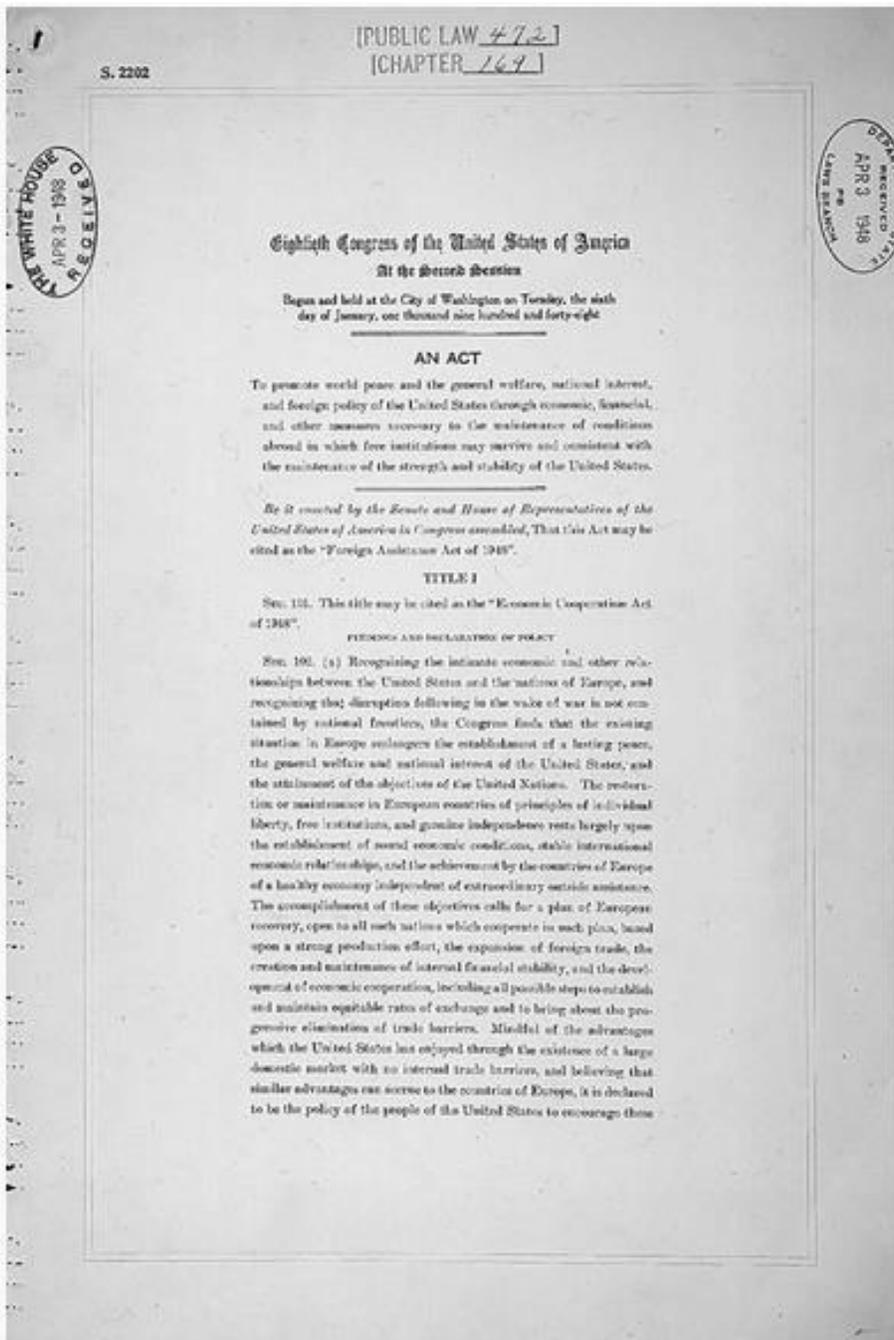 1
[PUBLIC LAW 472]
[CHAPTER 169]
S. 2202
THE WHITE HOUSE
APR 3 - 1948
RECEIVED
RECEIVED
APR 3 1948
LAWS BRANCH
Eightieth Congress of the United States of America
At the Second Session
Begun and held at the City of Washington on Tuesday, the sixth
day of January, one thousand nine hundred and forty-eight
AN ACT
To promote world peace and the general welfare, national interest,
and foreign policy of the United States through economic, financial,
and other measures necessary to the maintenance of conditions
abroad in which free institutions may survive and consistent with
the maintenance of the strength and stability of the United States.
Be it enacted by the Senate and House of Representatives of the
United States of America in Congress assembled, That this Act may be
cited as the "Foreign Assistance Act of 1948".
TITLE I
SEC. 101. This title may be cited as the "Economic Cooperation Act
of 1948".
FINDINGS AND DECLARATION OF POLICY
SEC. 102. (a) Recognizing the intimate economic and other rela-
tionships between the United States and the nations of Europe, and
recognizing that disruption following in the wake of war is not con-
tained by national frontiers, the Congress finds that the existing
situation in Europe endangers the establishment of a lasting peace,
the general welfare and national interest of the United States, and
the attainment of the objectives of the United Nations. The restora-
tion or maintenance in European countries of principles of individual
liberty, free institutions, and genuine independence rests largely upon
the establishment of sound economic conditions, stable international
economic relationships, and the achievement by the countries of Europe
of a healthy economy independent of extraordinary outside assistance.
The accomplishment of these objectives calls for a plan of European
recovery, open to all such nations which cooperate in such plan, based
upon a strong production effort, the expansion of foreign trade, the
creation and maintenance of internal financial stability, and the devel-
opment of economic cooperation, including all possible steps to establish
and maintain equitable rates of exchange and to bring about the pro-
gressive elimination of trade barriers. Mindful of the advantages
which the United States has enjoyed through the existence of a large
domestic market with no internal trade barriers, and believing that
similar advantages can accrue to the countries of Europe, it is declared
to be the policy of the people of the United States to encourage these